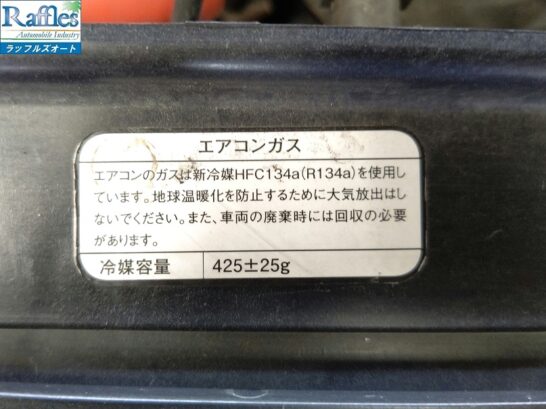 Raffles
Automobile Industry
ラッフルズオート
エアコンガス
エアコンのガスは新冷媒HFC134a(R134a)を使用し
ています。地球温暖化を防止するために大気放出はし
ないでください。また、車両の廃棄時には回収の必要
があります。
冷媒容量 425±25g